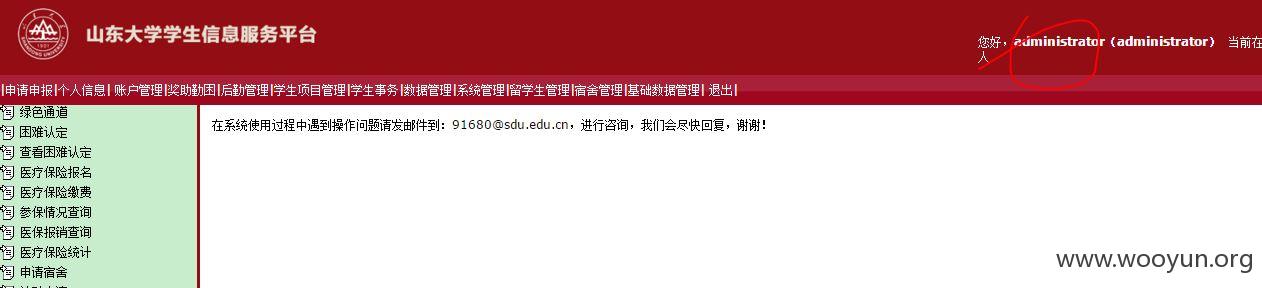 山东大学学生信息服务平台
您好，administrator（administrator） 当前在
人
|申请申报|个人信息| 账户管理|奖助勤困|后勤管理|学生项目管理|学生事务|数据管理|系统管理|留学生管理|宿舍管理|基础数据管理| 退出|
绿色通道
困难认定
查看困难认定
医疗保险报名
医疗保险缴费
参保情况查询
医保报销查询
医疗保险统计
申请宿舍
在系统使用过程中遇到操作问题请发邮件到：91680@sdu.edu.cn，进行咨询，我们会尽快回复，谢谢！
www.wooyun.org